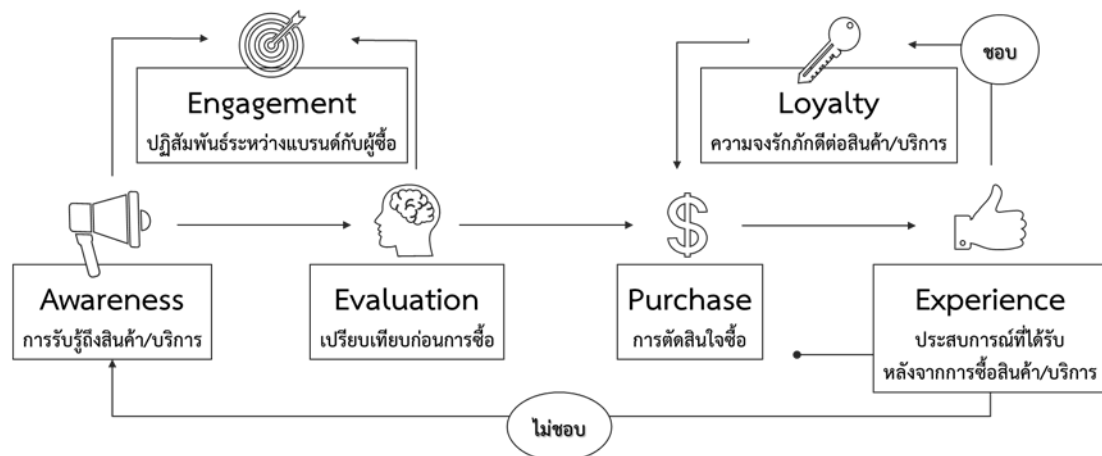 Engagement
ปฏิสัมพันธ์ระหว่างแบรนด์กับผู้ซื้อ
Loyalty
ความจงรักภักดีต่อสินค้า/บริการ
ชอบ
Awareness
การรับรู้ถึงสินค้า/บริการ
Evaluation
เปรียบเทียบก่อนการซื้อ
$
Purchase
การตัดสินใจซื้อ
Experience
ประสบการณ์ที่ได้รับ
หลังจากการซื้อสินค้า/บริการ
ไม่ชอบ